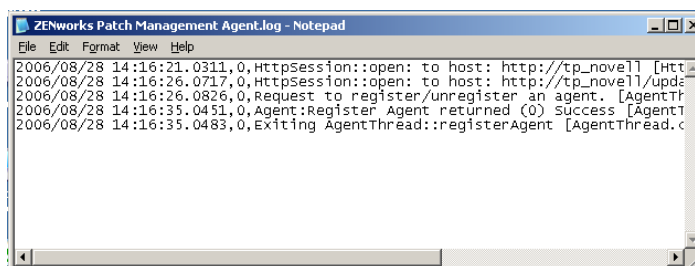 ZENworks Patch Management Agent.log - Notepad
File Edit Format View Help
2006/08/28 14:16:21.0311,0,HttpSession::open: to host: http://tp_novell [Htt
2006/08/28 14:16:26.0717,0,HttpSession::open: to host: http://tp_novell/upda
2006/08/28 14:16:26.0826,0,Request to register/unregister an agent. [AgentTh
2006/08/28 14:16:35.0451,0,Agent:Register Agent returned (0) Success [AgentT
2006/08/28 14:16:35.0483,0,Exiting AgentThread::registerAgent [AgentThread.c